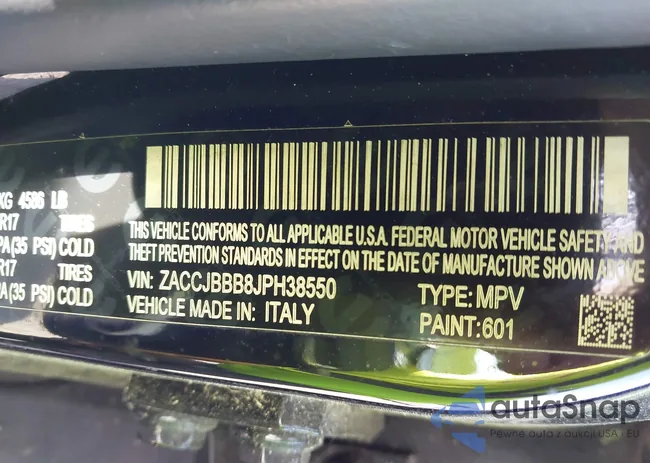 KG 4586 LB
R17 TIRES
PA(35 PSI) COLD
R17 TIRES
PA(35 PSI) COLD
THIS VEHICLE CONFORMS TO ALL APPLICABLE U.S.A. FEDERAL MOTOR VEHICLE SAFETY AND
THEFT PREVENTION STANDARDS IN EFFECT ON THE DATE OF MANUFACTURE SHOWN ABOVE
VIN: ZACCJBBB8JPH38550 TYPE: MPV
VEHICLE MADE IN: ITALY PAINT: 601
autoSnap
Pewne auta z aukcji USA i EU